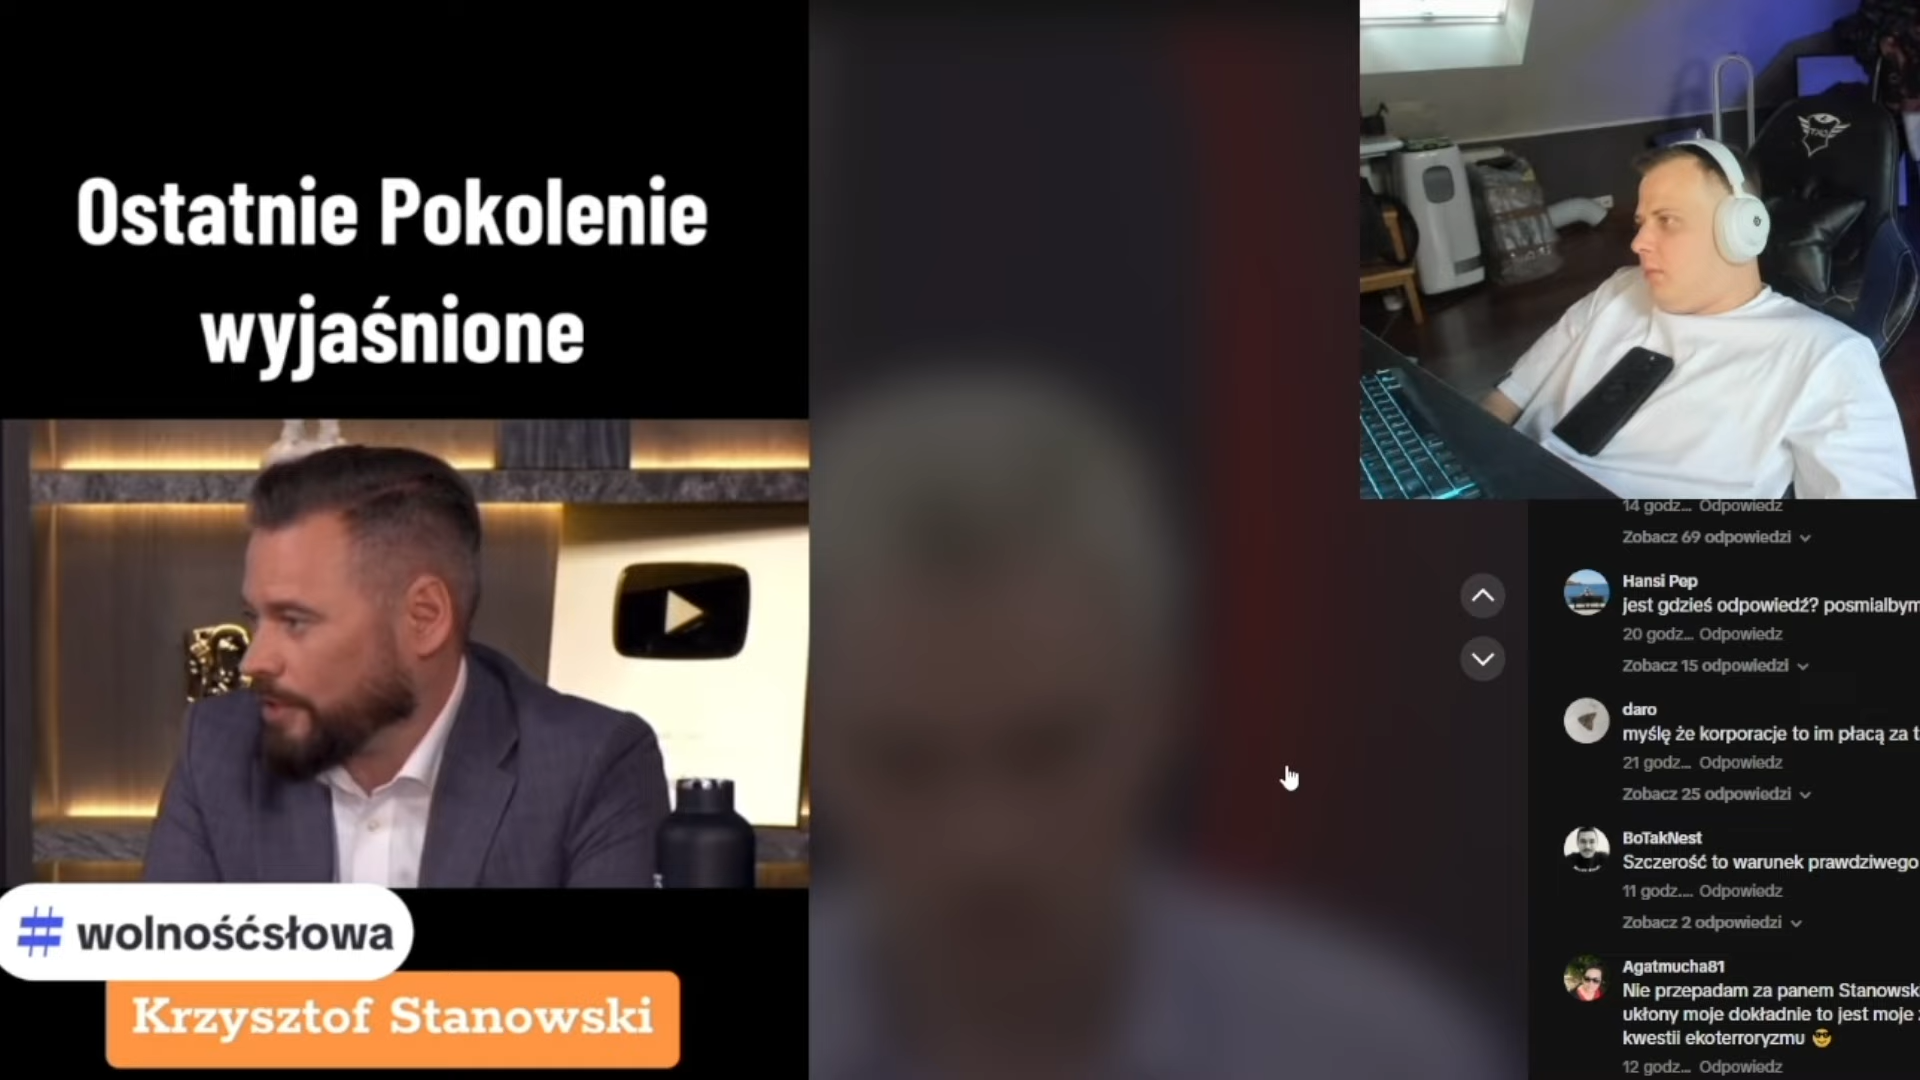 Ostatnie Pokolenie
wyjaśnione
#wolnośćsłowa
Krzysztof Stanowski
14 godz... Odpowiedz
Zobacz 69 odpowiedzi
Hansi Pep
jest gdzieś odpowiedź? posmialbym
20 godz... Odpowiedz
Zobacz 15 odpowiedzi
daro
myślę że korporacje to im płacą za t
21 godz... Odpowiedz
Zobacz 25 odpowiedzi
BoTakNest
Szczerość to warunek prawdziwego
11 godz.... Odpowiedz
Zobacz 2 odpowiedzi
Agatmucha81
Nie przepadam za panem Stanowsk
ukłony moje dokładnie to jest moje
kwestii ekoterroryzmu 😎
12 godz... Odpowiedz